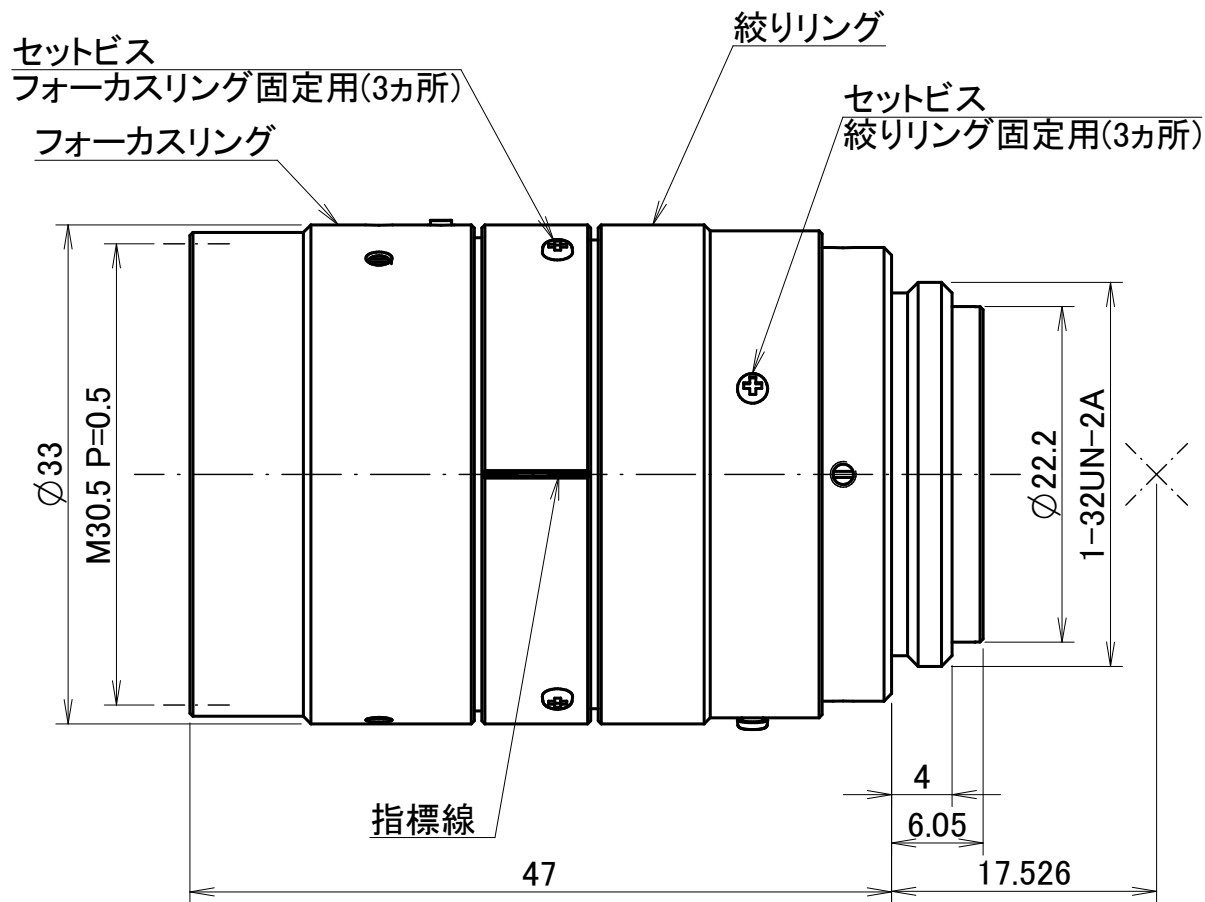 絞りリング
セットビス
フォーカスリング固定用(3ヵ所)
セットビス
絞りリング固定用(3ヵ所)
フォーカスリング
∅33
M30.5 P=0.5
∅22.2
1-32UN-2A
指標線
4
6.05
47
17.526